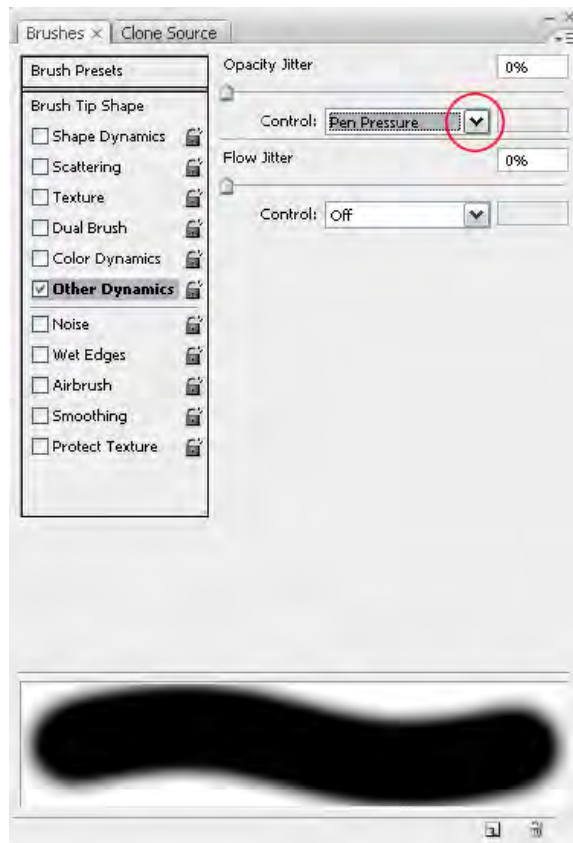 Brushes × Clone Source
Brush Presets
Brush Tip Shape
Shape Dynamics
Scattering
Texture
Dual Brush
Color Dynamics
Other Dynamics
Noise
Wet Edges
Airbrush
Smoothing
Protect Texture
Opacity Jitter 0%
Control: Pen Pressure
Flow Jitter 0%
Control: Off